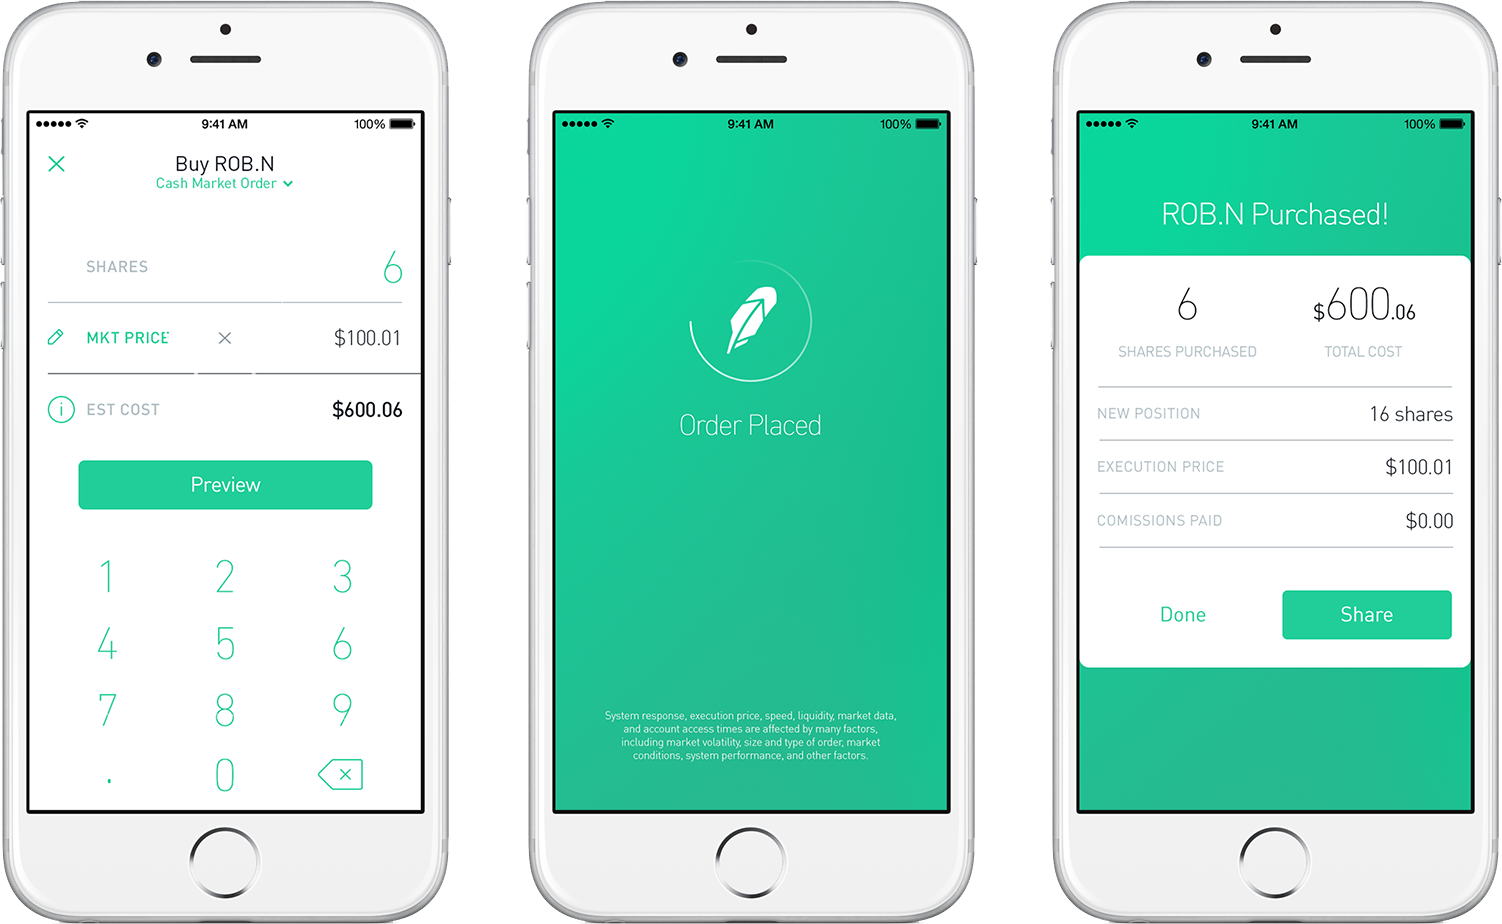 9:41 AM 100%
Buy ROB.N
Cash Market Order
SHARES 6
MKT PRICE × $100.01
i EST COST $600.06
Preview
1 2 3
4 5 6
7 8 9
. 0
9:41 AM 100%
Order Placed
System response, execution price, speed, liquidity, market data,
and account access times are affected by many factors,
including market volatility, size and type of order, market
conditions, system performance, and other factors.
9:41 AM 100%
ROB.N Purchased!
6 $600.06
SHARES PURCHASED TOTAL COST
NEW POSITION 16 shares
EXECUTION PRICE $100.01
COMISSIONS PAID $0.00
Done Share